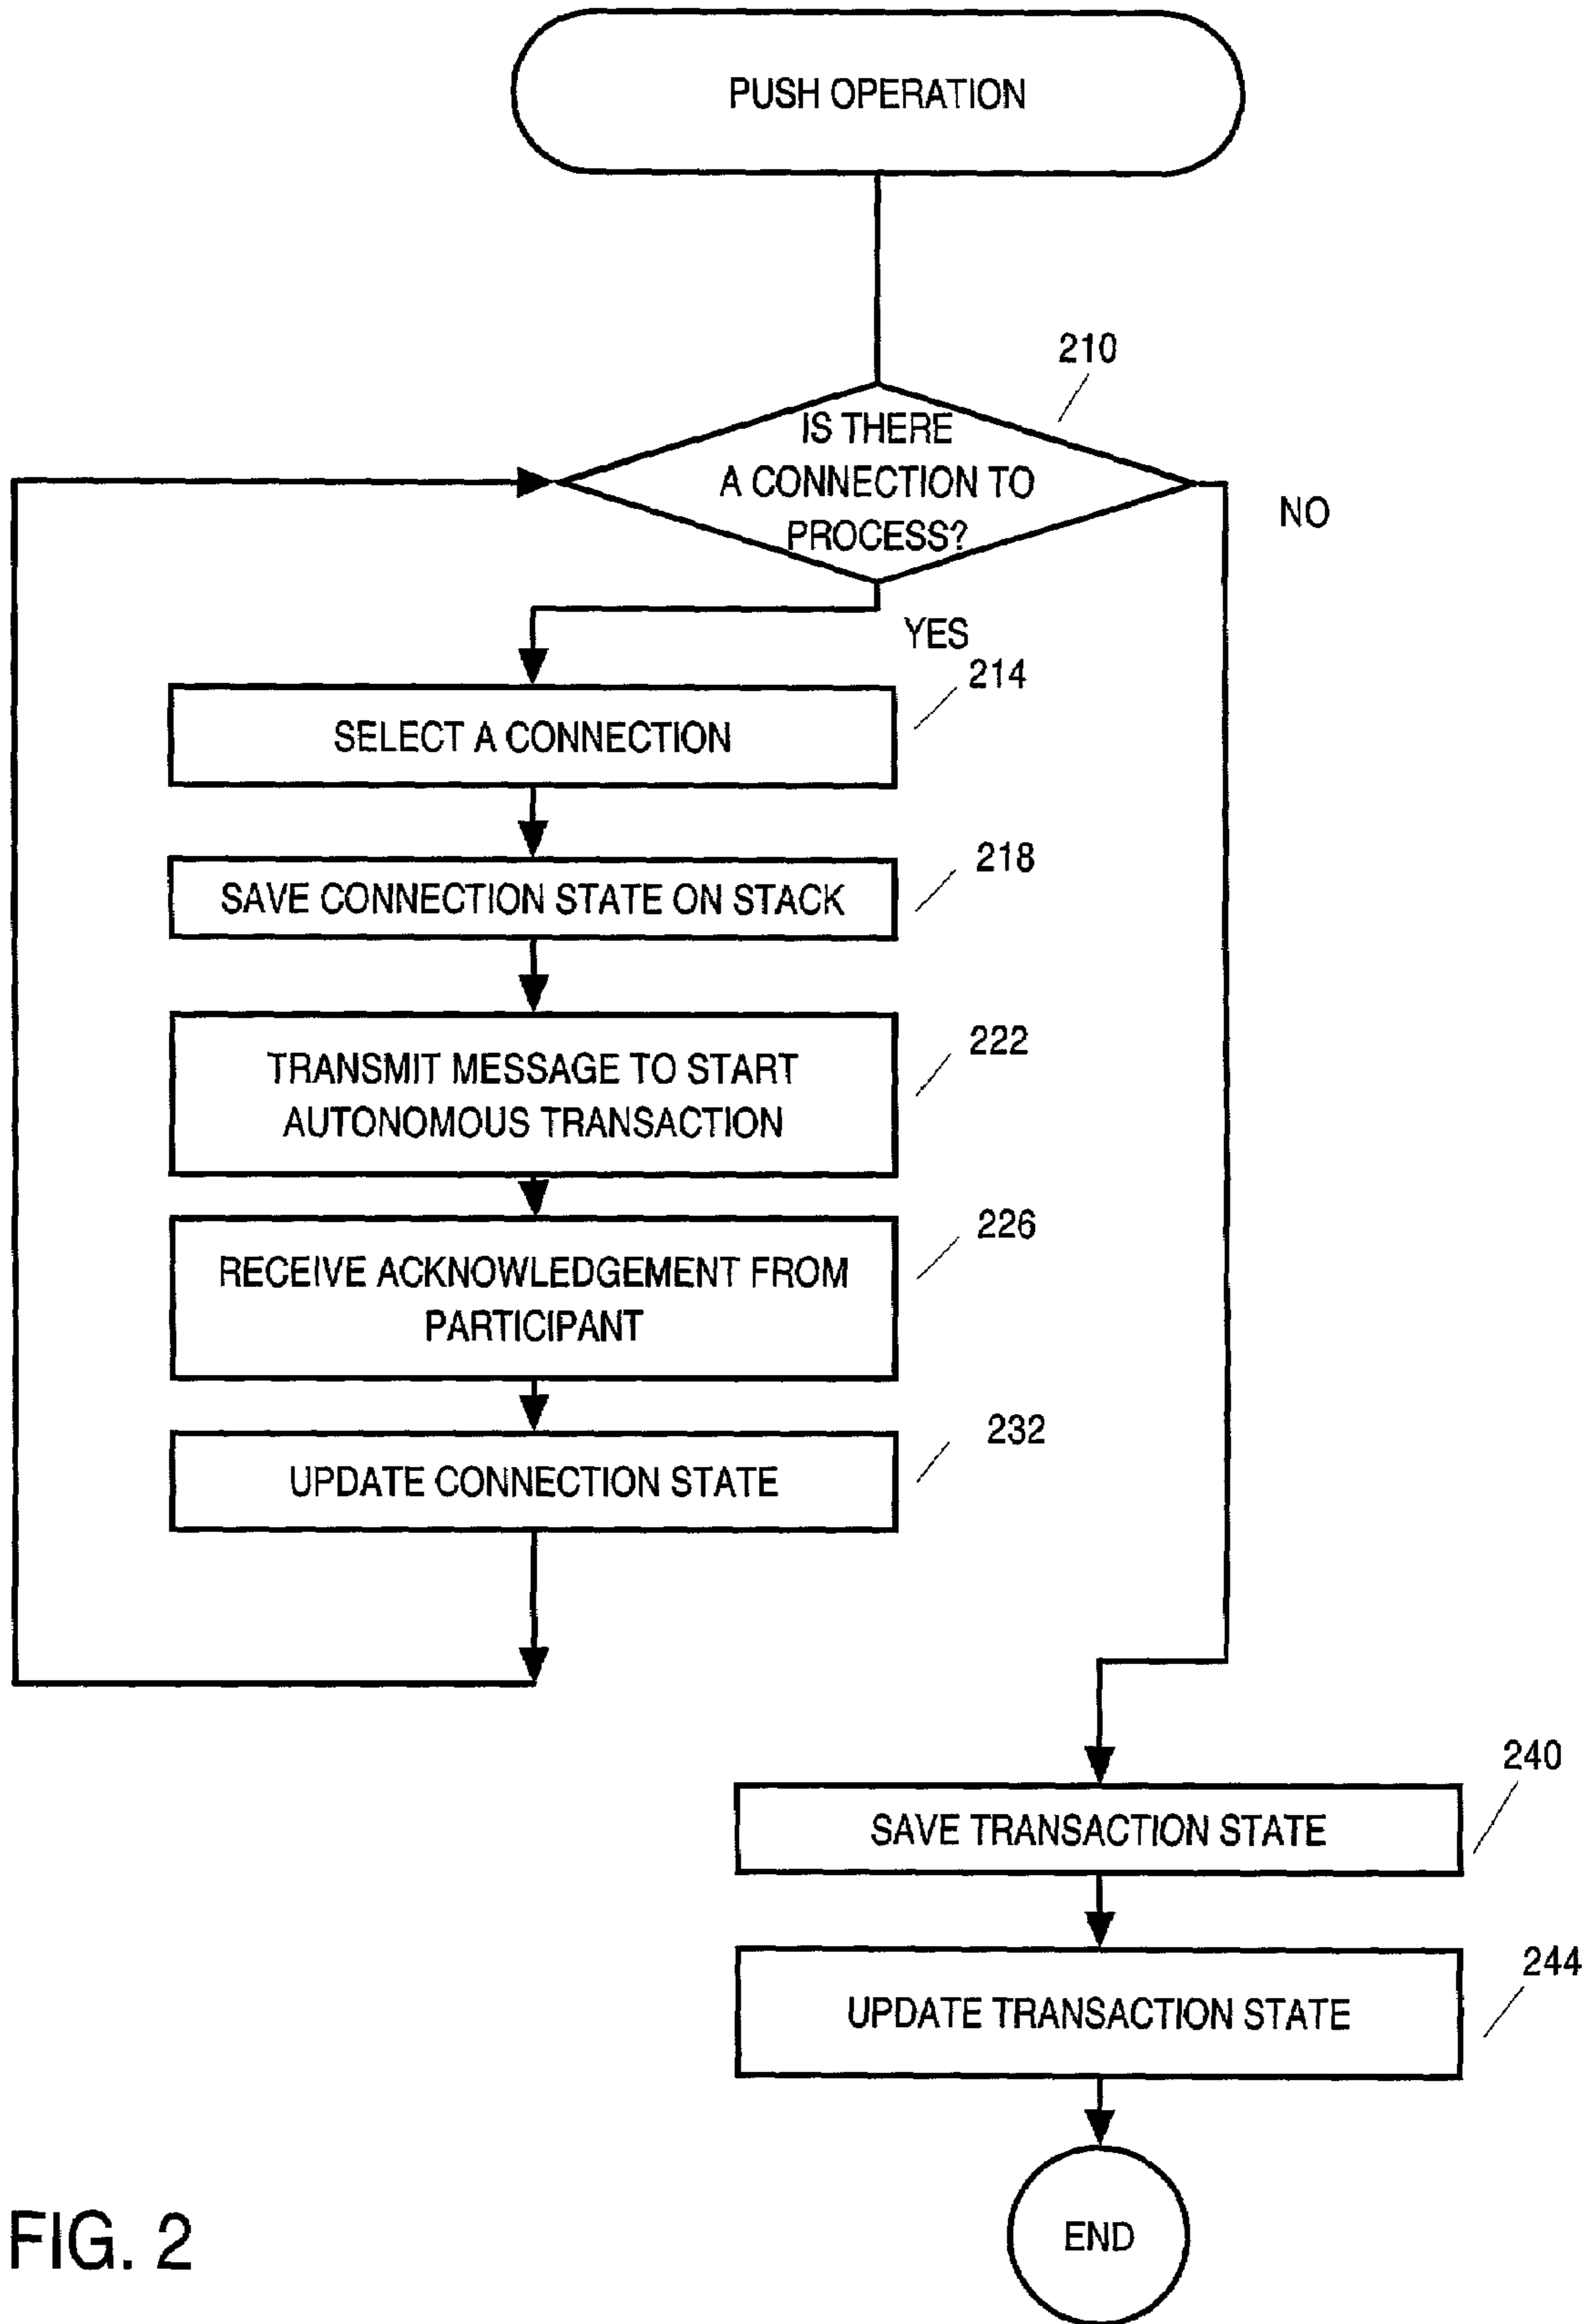 PUSH OPERATION
210
IS THERE
A CONNECTION TO
PROCESS?
NO
YES
214
SELECT A CONNECTION
218
SAVE CONNECTION STATE ON STACK
222
TRANSMIT MESSAGE TO START
AUTONOMOUS TRANSACTION
226
RECEIVE ACKNOWLEDGEMENT FROM
PARTICIPANT
232
UPDATE CONNECTION STATE
240
SAVE TRANSACTION STATE
244
UPDATE TRANSACTION STATE
END
FIG. 2